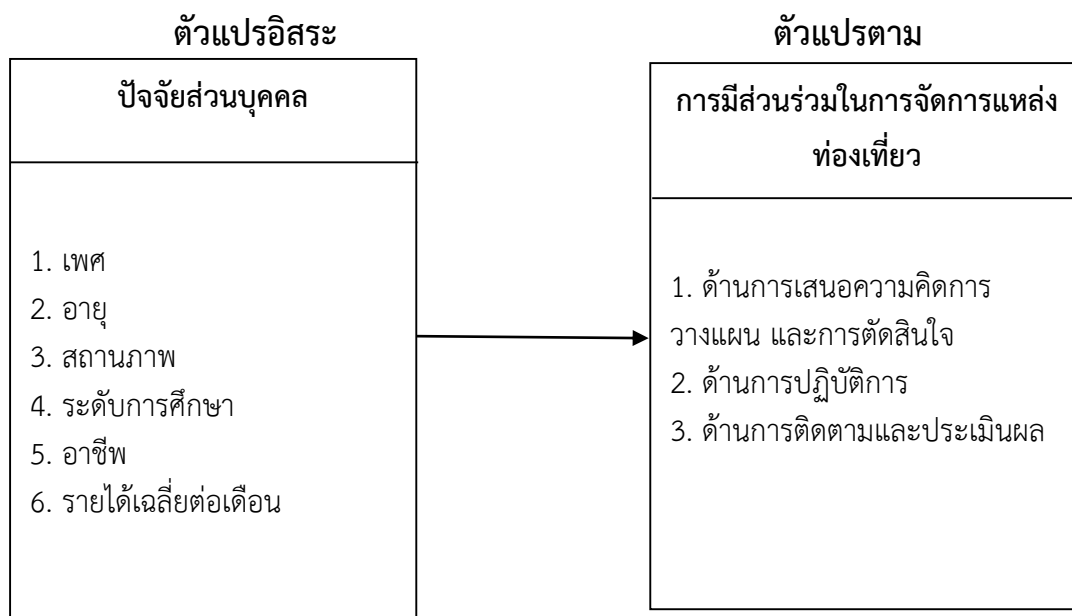 ตัวแปรอิสระ
ปัจจัยส่วนบุคคล
1. เพศ
2. อายุ
3. สถานภาพ
4. ระดับการศึกษา
5. อาชีพ
6. รายได้เฉลี่ยต่อเดือน
ตัวแปรตาม
การมีส่วนร่วมในการจัดการแหล่ง
ท่องเที่ยว
1. ด้านการเสนอความคิดการ
วางแผน และการตัดสินใจ
2. ด้านการปฏิบัติการ
3. ด้านการติดตามและประเมินผล